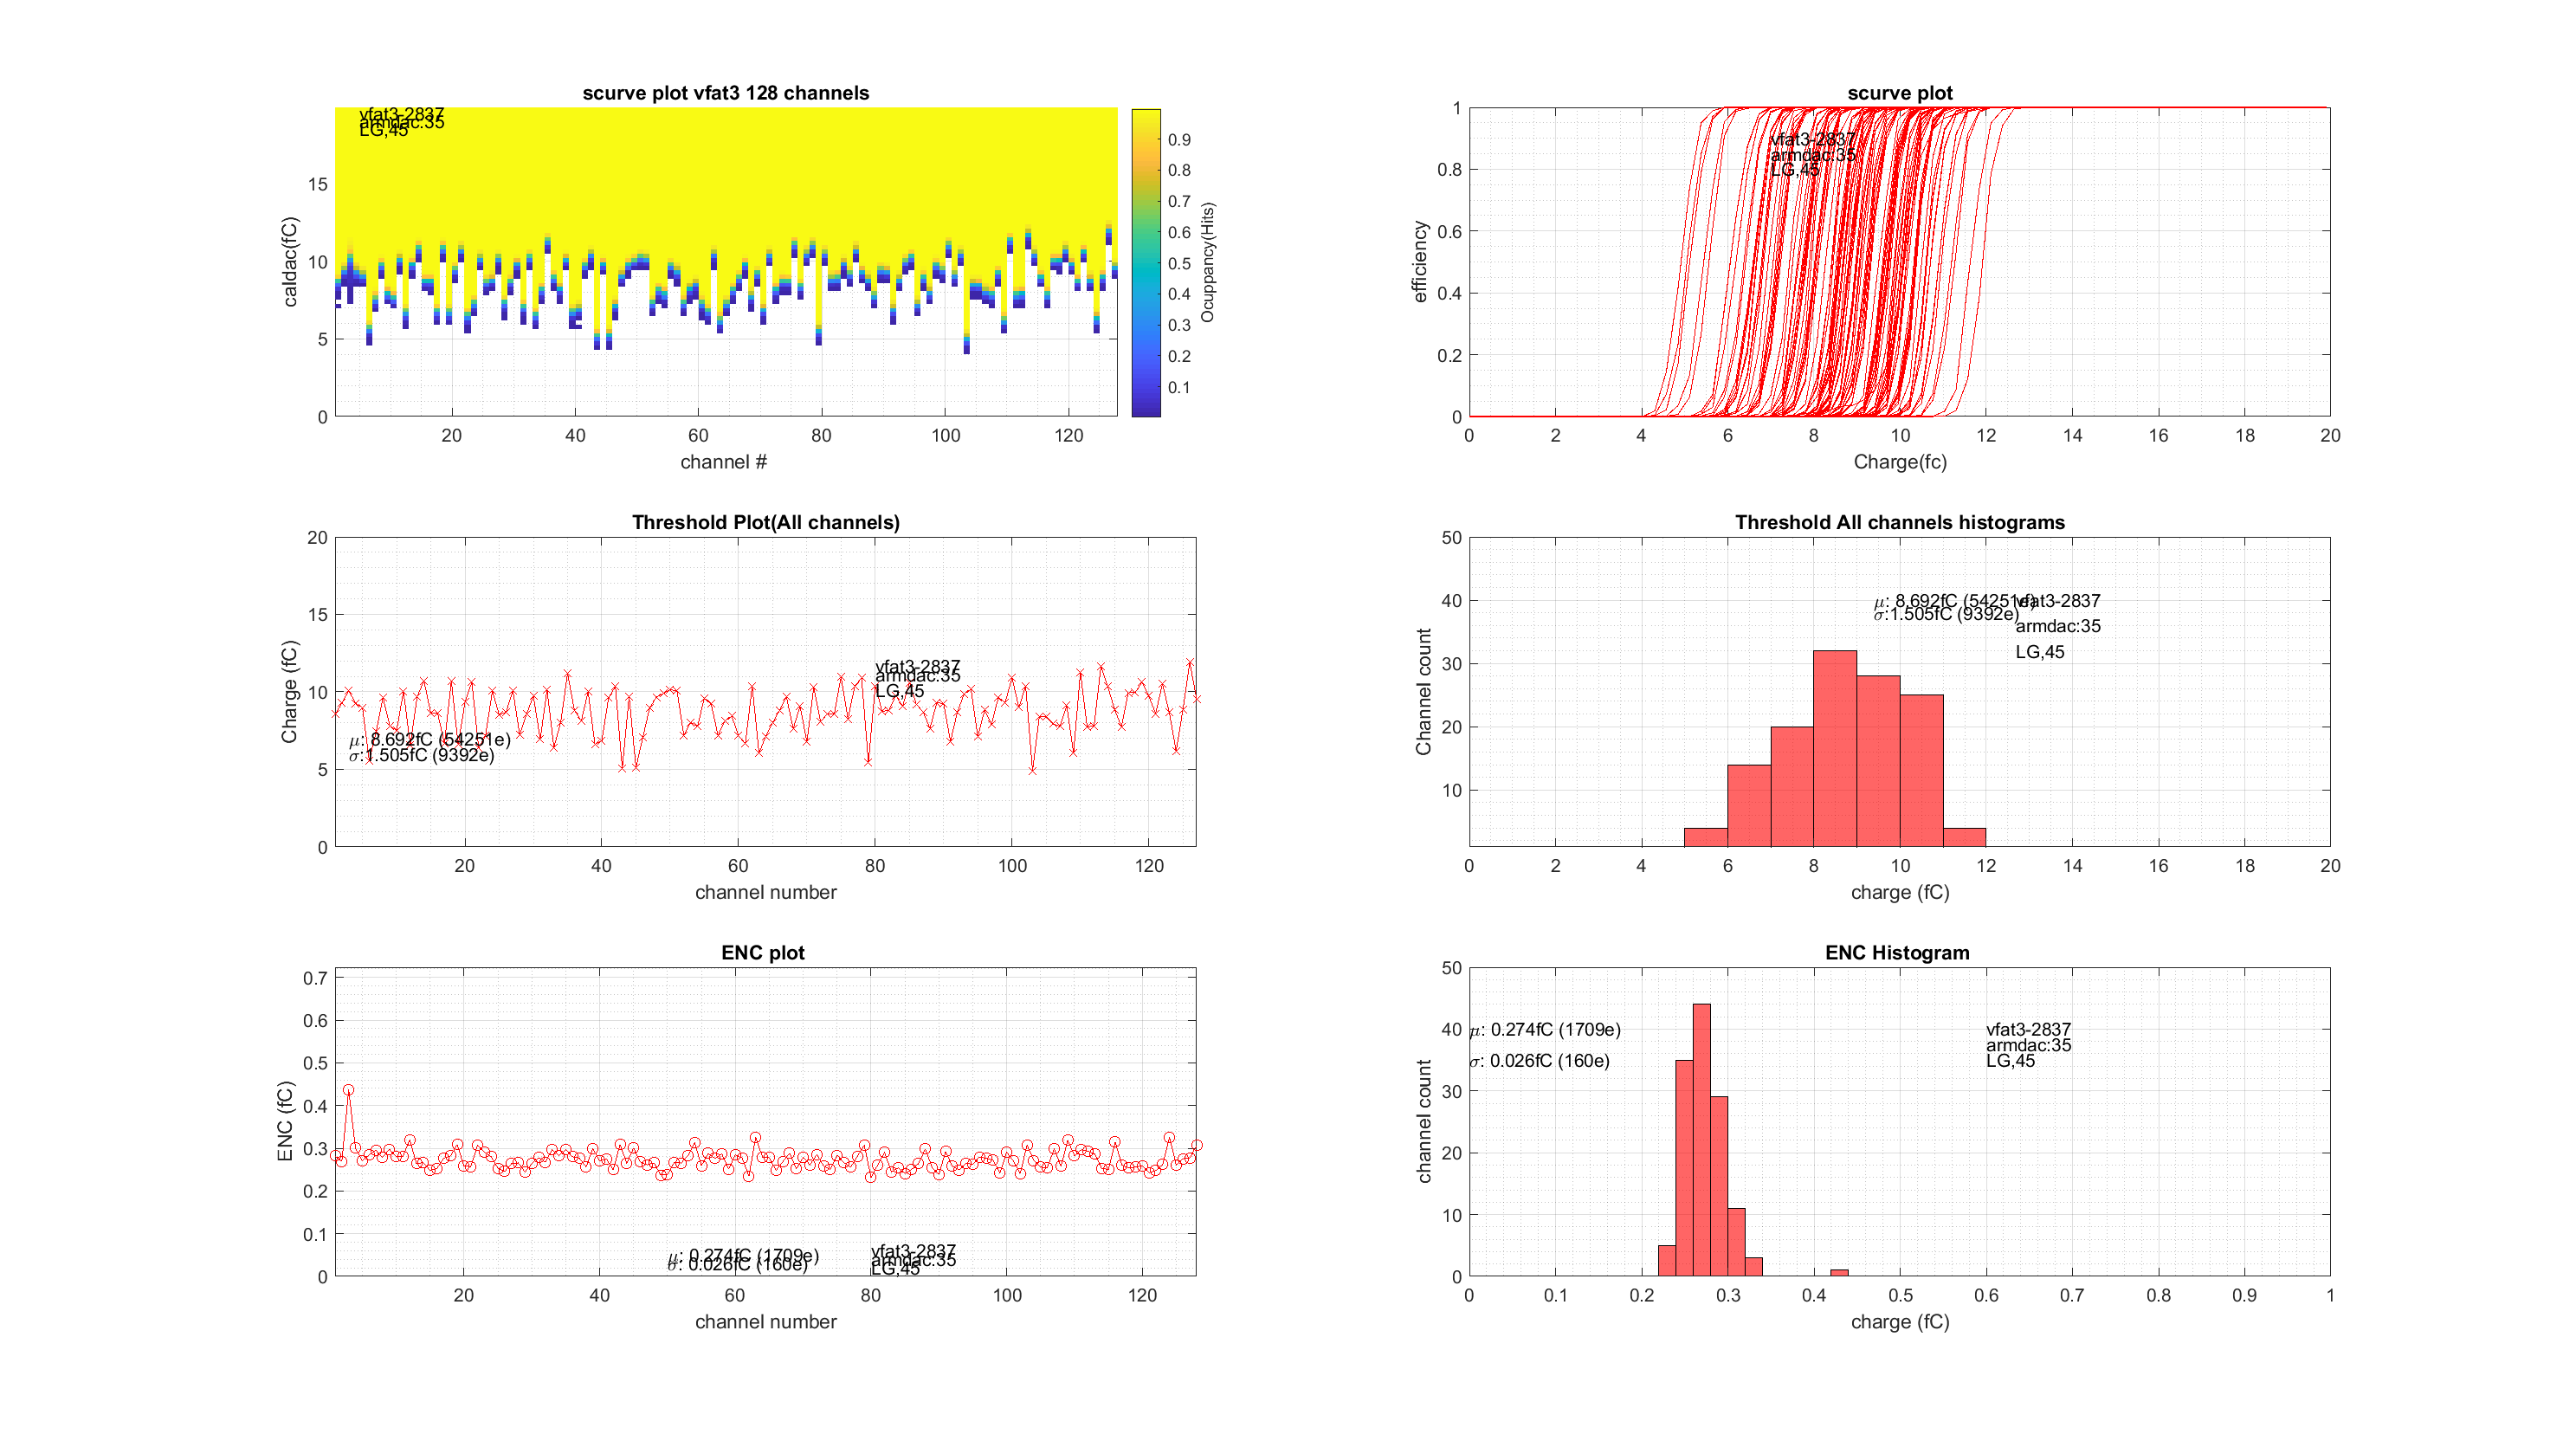 scurve plot vfat3 128 channels
vfat3-2837
armdac:35
LG,45
caldac(fC)
15
10
5
0
20
40
60
80
100
120
channel #
0.9
0.8
0.7
0.6
0.5
0.4
0.3
0.2
0.1
Ocuppancy(Hits)
scurve plot
vfat3-2837
armdac:35
LG,45
efficiency
1
0.8
0.6
0.4
0.2
0
0
2
4
6
8
10
12
14
16
18
20
Charge(fc)
Threshold Plot(All channels)
vfat3-2837
armdac:35
LG,45
μ: 8.692fC (54251e)
σ:1.505fC (9392e)
Charge (fC)
20
15
10
5
0
20
40
60
80
100
120
channel number
Threshold All channels histograms
μ: 8.692fC (54251e)
σ:1.505fC (9392e)
vfat3-2837
armdac:35
LG,45
Channel count
50
40
30
20
10
0
2
4
6
8
10
12
14
16
18
20
charge (fC)
ENC plot
ENC (fC)
0.7
0.6
0.5
0.4
0.3
0.2
0.1
0
μ: 0.274fC (1709e)
σ: 0.026fC (160e)
vfat3-2837
armdac:35
LG,45
20
40
60
80
100
120
channel number
ENC Histogram
μ: 0.274fC (1709e)
σ: 0.026fC (160e)
vfat3-2837
armdac:35
LG,45
channel count
50
40
30
20
10
0
0
0.1
0.2
0.3
0.4
0.5
0.6
0.7
0.8
0.9
1
charge (fC)